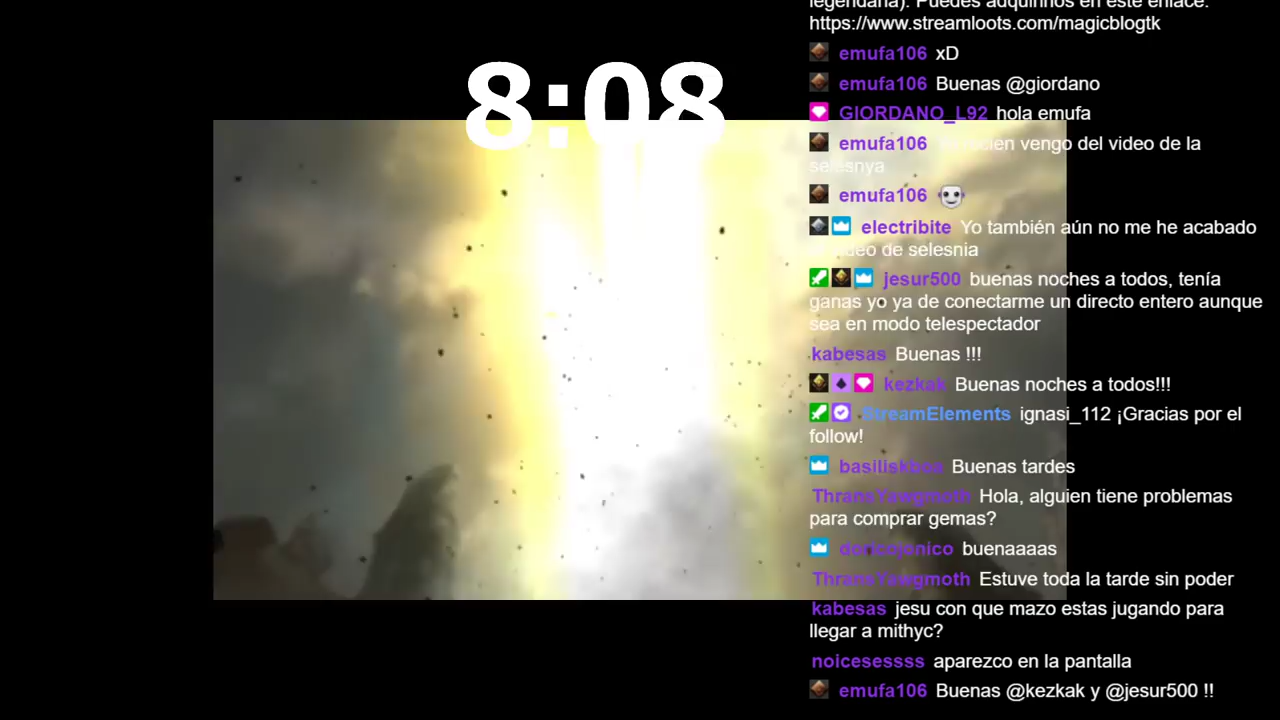 legendaria). Puedes adquirirlos en este enlace:
https://www.streamloots.com/magicblogtk
emufa106 xD
8:08
emufa106 Buenas @giordano
GIORDANO_L92 hola emufa
emufa106 recien vengo del video de la
selesnya
emufa106
electribite Yo también aún no me he acabado
video de selesnia
jesur500 buenas noches a todos, tenía
ganas yo ya de conectarme un directo entero aunque
sea en modo telespectador
kabesas Buenas !!!
kezkak Buenas noches a todos!!!
StreamElements ignasi_112 ¡Gracias por el
follow!
basiliskboa Buenas tardes
ThransYawgmoth Hola, alguien tiene problemas
para comprar gemas?
doricojonico buenaaaas
ThransYawgmoth Estuve toda la tarde sin poder
kabesas jesu con que mazo estas jugando para
llegar a mithyc?
noicesessss aparezco en la pantalla
emufa106 Buenas @kezkak y @jesur500 !!